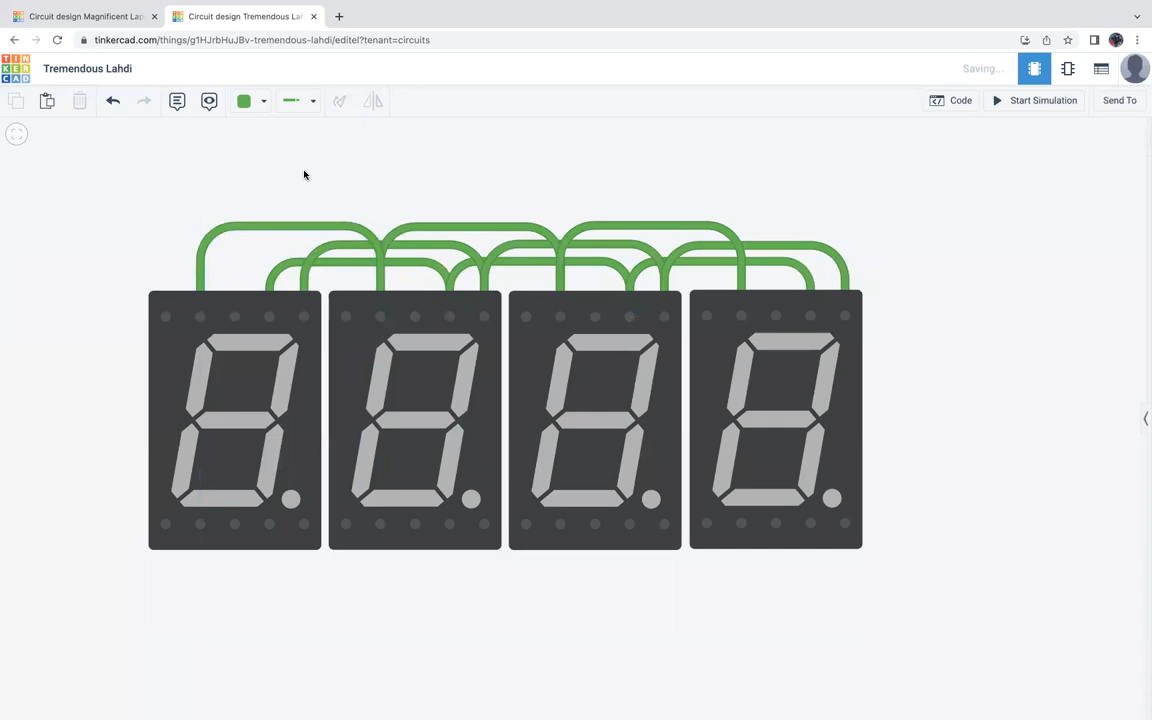 Circuit design Magnificent Lap
Circuit design Tremendous Lah
tinkercad.com/things/g1HJrbHuJBv-tremendous-lahdi/editel?tenant=circuits
TIN
KER
CAD
Tremendous Lahdi
Saving...
Code
Start Simulation
Send To